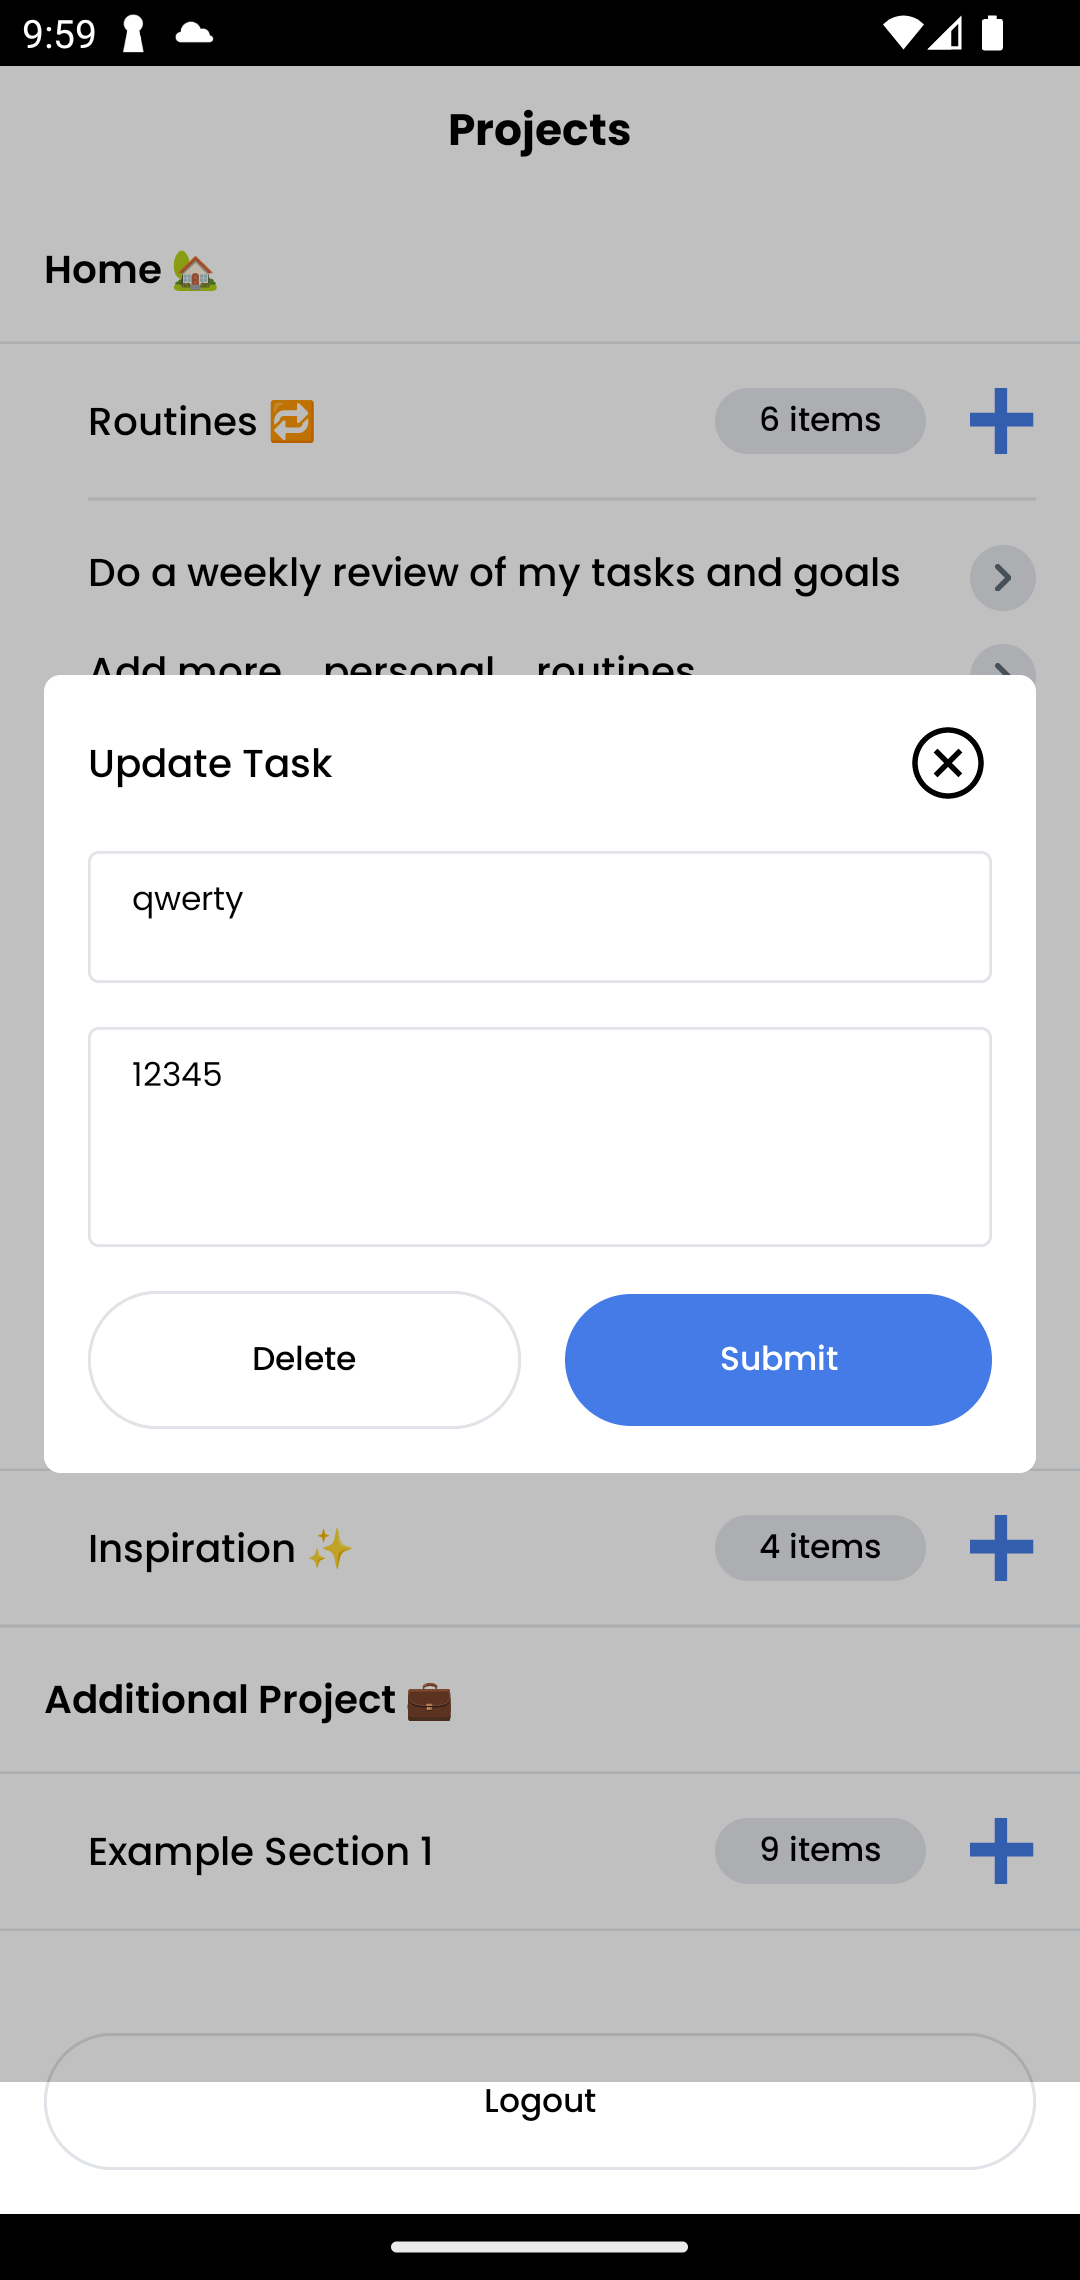 9:59
Projects
Home 🏡
Routines 🔁
6 items
Do a weekly review of my tasks and goals
Add more personal routines
Update Task
qwerty
12345
Delete
Submit
Inspiration ✨
4 items
Additional Project 💼
Example Section 1
9 items
Logout